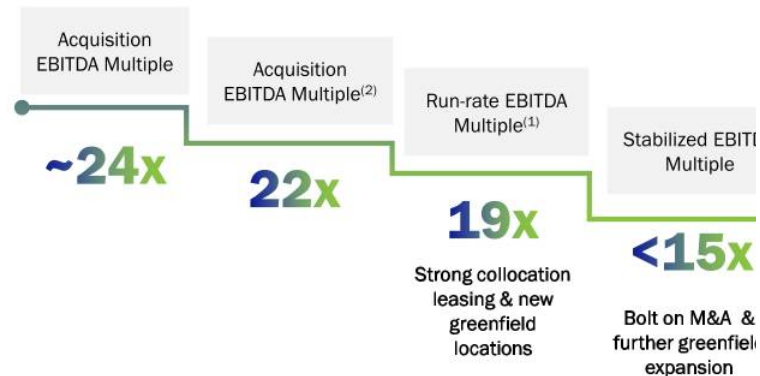 Acquisition
EBITDA Multiple
~24x
Acquisition
EBITDA Multiple(2)
22x
Run-rate EBITDA
Multiple(1)
19x
Strong collocation
leasing & new
greenfield
locations
Stabilized
Multiple
<15x
Bolt on M&A &
further
expansion